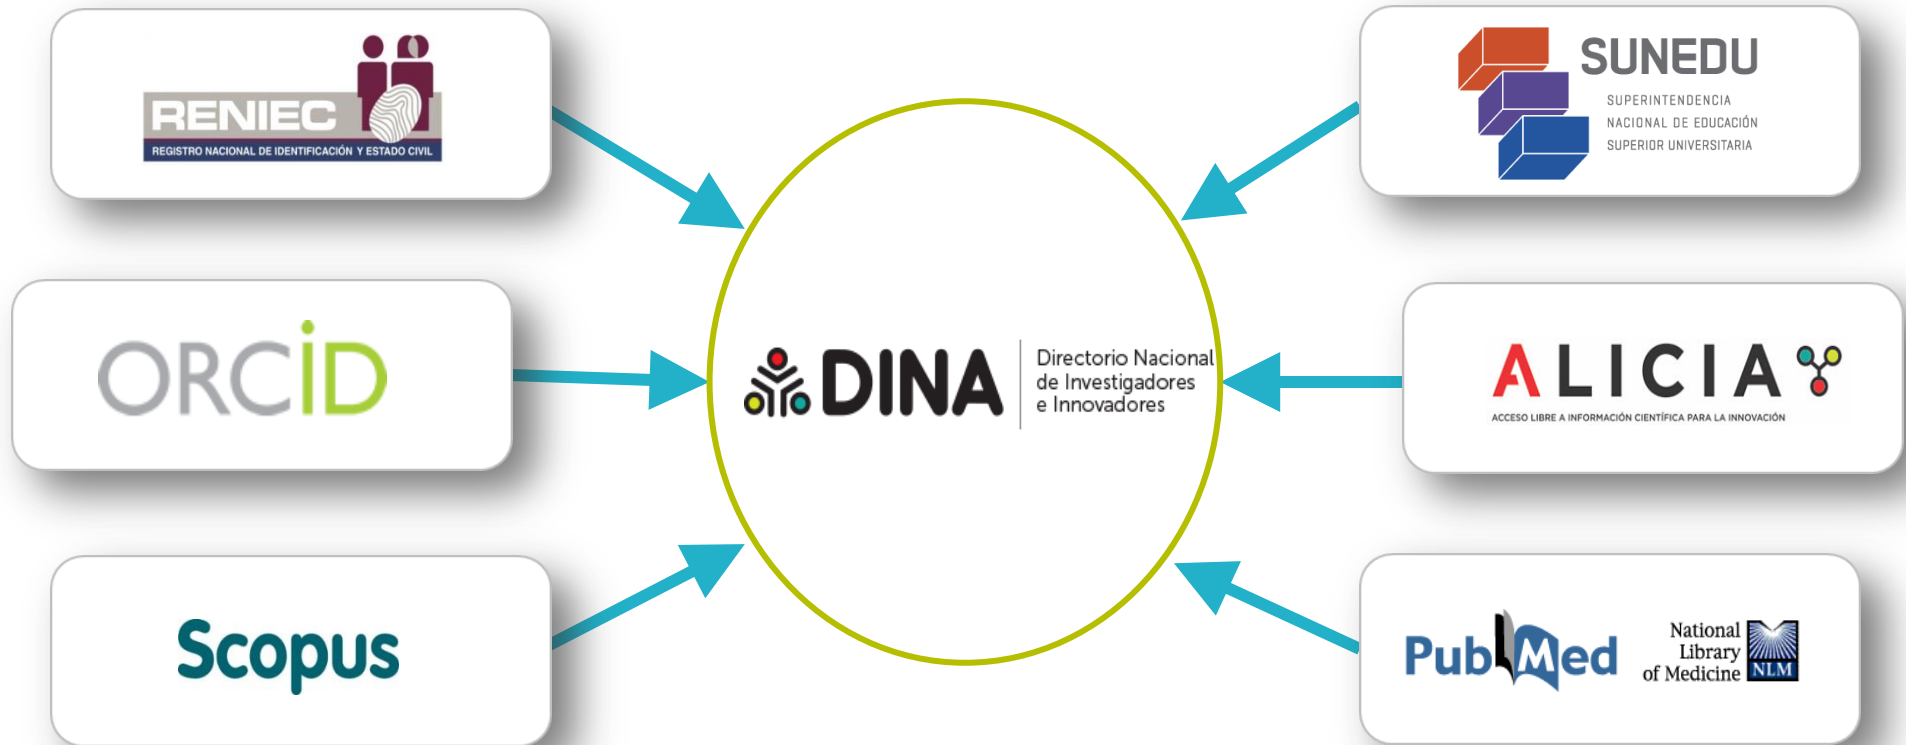 RENIEC
REGISTRO NACIONAL DE IDENTIFICACIÓN Y ESTADO CIVIL
SUNEDU
SUPERINTENDENCIA
NACIONAL DE EDUCACIÓN
SUPERIOR UNIVERSITARIA
ORCiD
DINA
Directorio Nacional
de Investigadores
e Innovadores
ALICIA
ACCESO LIBRE A INFORMACIÓN CIENTÍFICA PARA LA INNOVACIÓN
Scopus
PubMed
National
Library
of Medicine
NLM